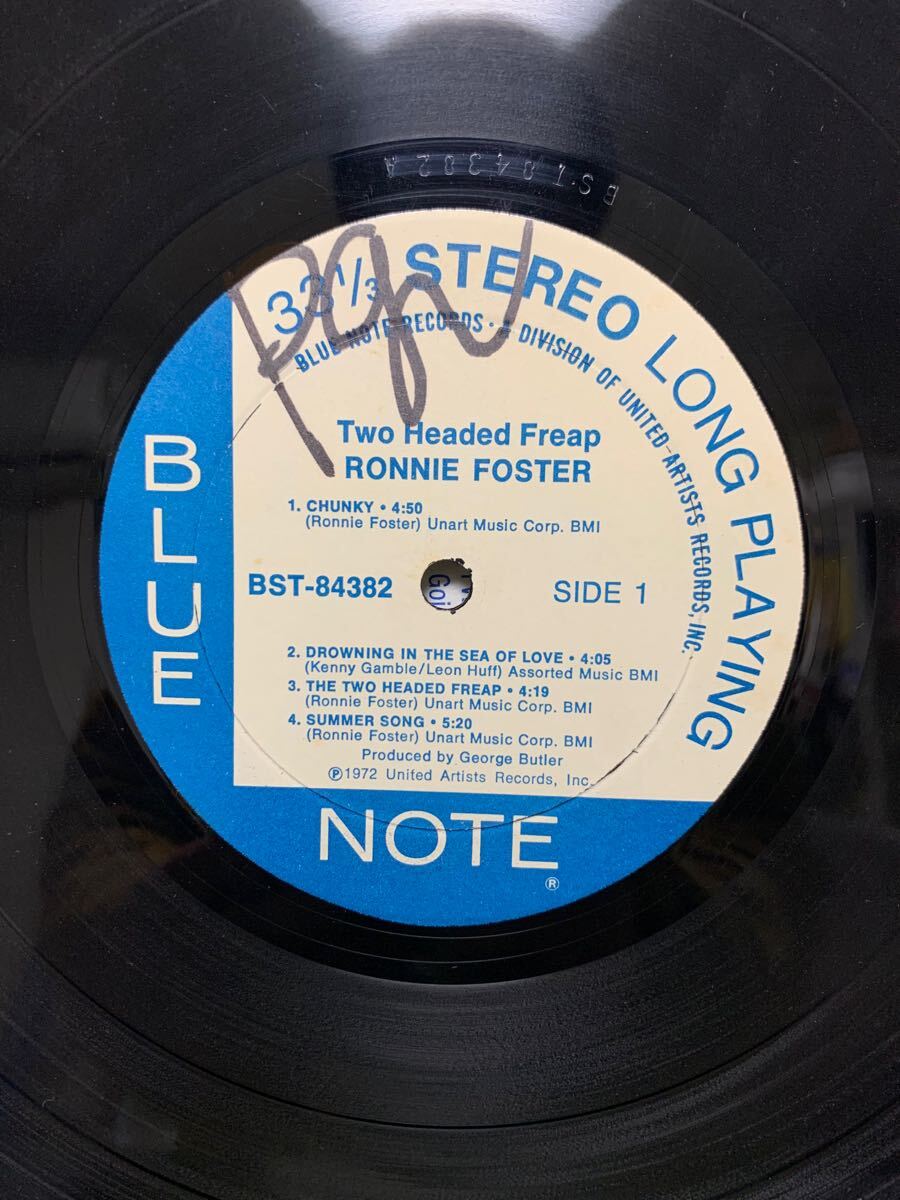 BST84382 A
33 1/3 STEREO LONG PLAYING
BLUE NOTE RECORDS • A DIVISION OF UNITED ARTISTS RECORDS, INC.
Two Headed Freap
RONNIE FOSTER
1. CHUNKY • 4:50
(Ronnie Foster) Unart Music Corp. BMI
BST-84382 SIDE 1
Goi
2. DROWNING IN THE SEA OF LOVE • 4:05
(Kenny Gamble/Leon Huff) Assorted Music BMI
3. THE TWO HEADED FREAP • 4:19
(Ronnie Foster) Unart Music Corp. BMI
4. SUMMER SONG • 5:20
(Ronnie Foster) Unart Music Corp. BMI
Produced by George Butler
℗1972 United Artists Records, Inc.
BLUE
NOTE
®